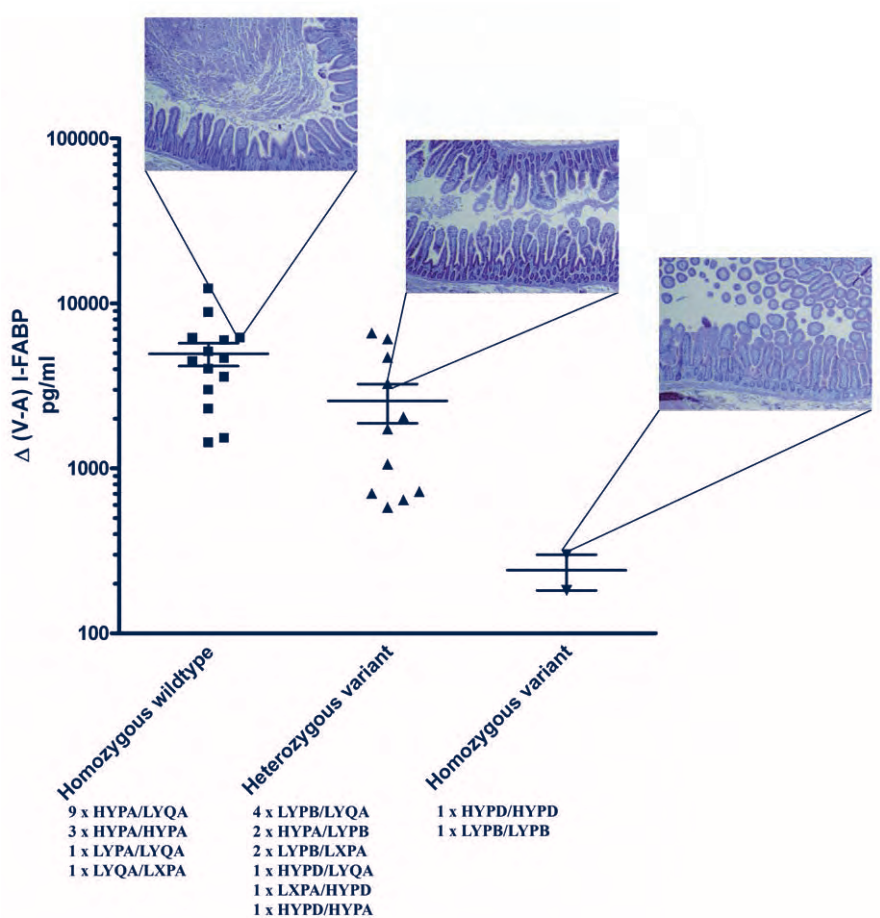 100000
10000
1000
100
Δ (V-A) I-FABP
pg/ml
Homozygous wildtype
Heterozygous variant
Homozygous variant
9 x HYPA/LYQA
3 x HYPA/HYPA
1 x LYPA/LYQA
1 x LYQA/LXPA
4 x LYPB/LYQA
2 x HYPA/LYPB
2 x LYPB/LXPA
1 x HYPD/LYQA
1 x LXPA/HYPD
1 x HYPD/HYPA
1 x HYPD/HYPD
1 x LYPB/LYPB